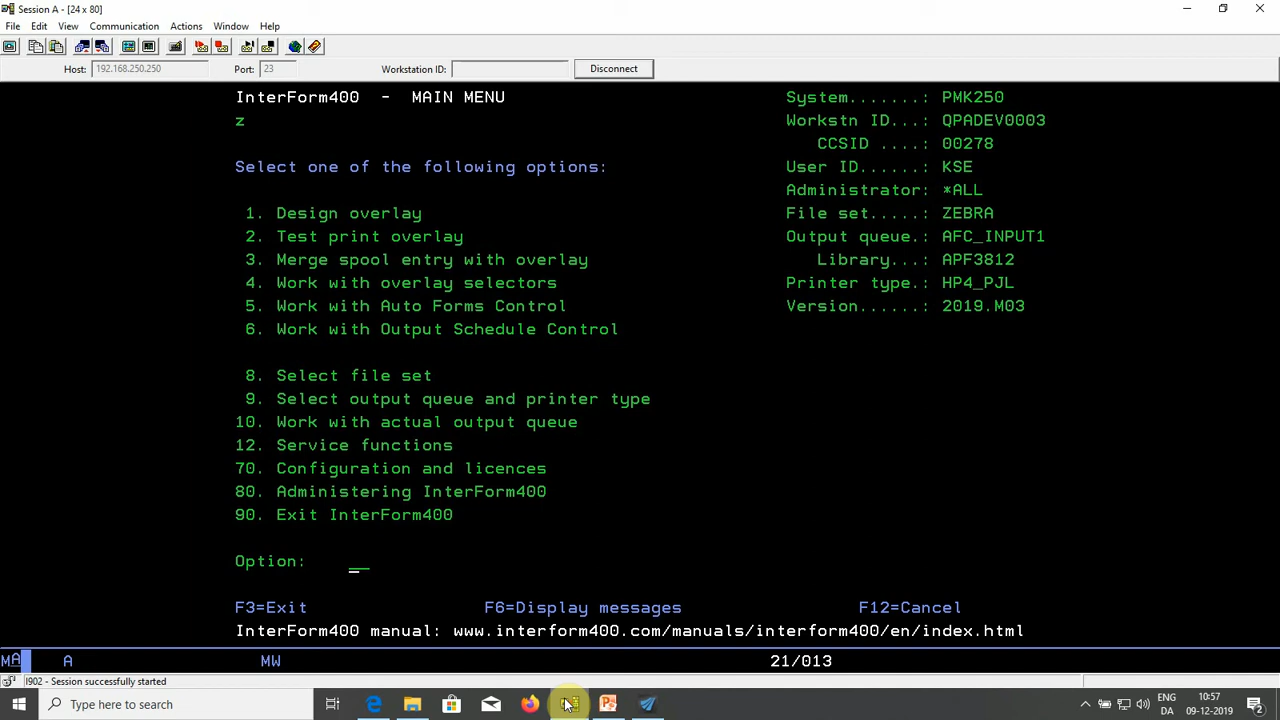 Session A - [24 x 80]
File Edit View Communication Actions Window Help
Host: 192.168.250.250 Port: 23 Workstation ID: Disconnect
InterForm400 - MAIN MENU System.......: PMK250
z Workstn ID...: QPADEV0003
CCSID ....: 00278
Select one of the following options: User ID......: KSE
Administrator: *ALL
1. Design overlay File set.....: ZEBRA
2. Test print overlay Output queue.: AFC_INPUT1
3. Merge spool entry with overlay Library...: APF3812
4. Work with overlay selectors Printer type.: HP4_PJL
5. Work with Auto Forms Control Version......: 2019.M03
6. Work with Output Schedule Control
8. Select file set
9. Select output queue and printer type
10. Work with actual output queue
12. Service functions
70. Configuration and licences
80. Administering InterForm400
90. Exit InterForm400
Option: __
F3=Exit F6=Display messages F12=Cancel
InterForm400 manual: www.interform400.com/manuals/interform400/en/index.html
MA A MW 21/013
I902 - Session successfully started
Type here to search ENG 10:57
DA 09-12-2019 2